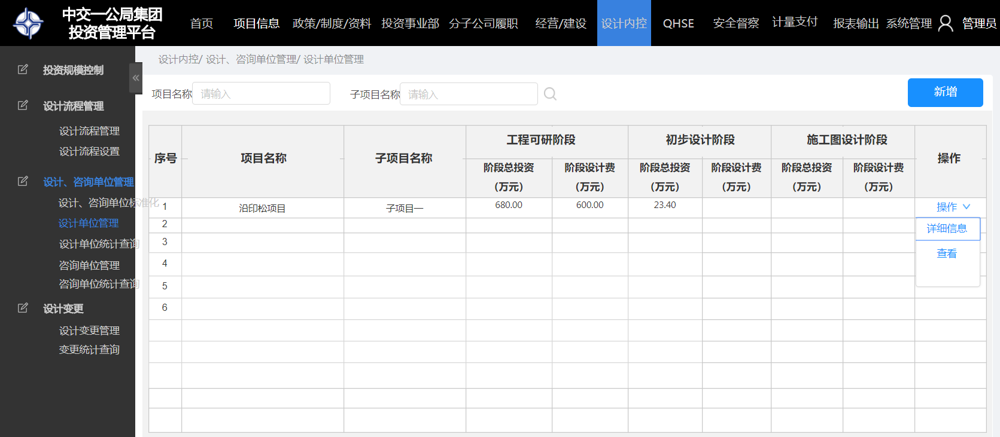 中交一公局集团
投资管理平台
首页 项目信息 政策/制度/资料 投资事业部 分子公司履职 经营/建设 设计内控 QHSE 安全督察 计量支付 报表输出 系统管理 管理员
设计内控/ 设计、咨询单位管理/ 设计单位管理
投资规模控制
设计流程管理
设计流程管理
设计流程设置
设计、咨询单位管理
设计、咨询单位标准化
设计单位管理
设计单位统计查询
咨询单位管理
咨询单位统计查询
设计变更
设计变更管理
变更统计查询
«
项目名称 请输入 子项目名称 请输入 新增
序号 项目名称 子项目名称 工程可研阶段 初步设计阶段 施工图设计阶段 操作
阶段总投资 阶段设计费 阶段总投资 阶段设计费 阶段总投资 阶段设计费
(万元) (万元) (万元) (万元) (万元) (万元)
1 沿印松项目 子项目一 680.00 600.00 23.40 操作
2
详细信息
3
查看
4
5
6